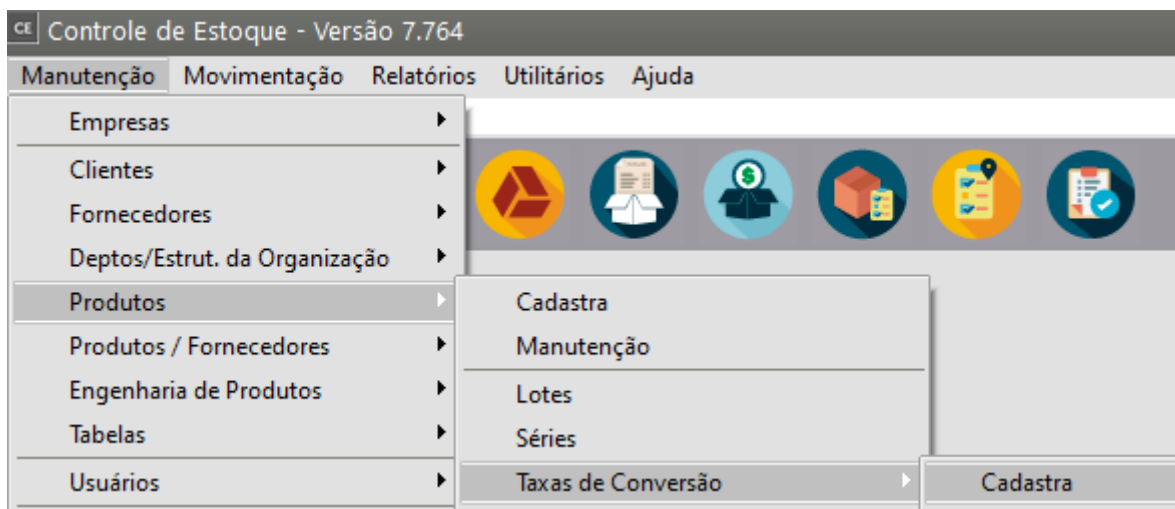 CE Controle de Estoque - Versão 7.764
Manutenção Movimentação Relatórios Utilitários Ajuda
Empresas
Clientes
Fornecedores
Deptos/Estrut. da Organização
Produtos
Cadastra
Produtos / Fornecedores
Manutenção
Engenharia de Produtos
Lotes
Tabelas
Séries
Usuários
Taxas de Conversão
Cadastra